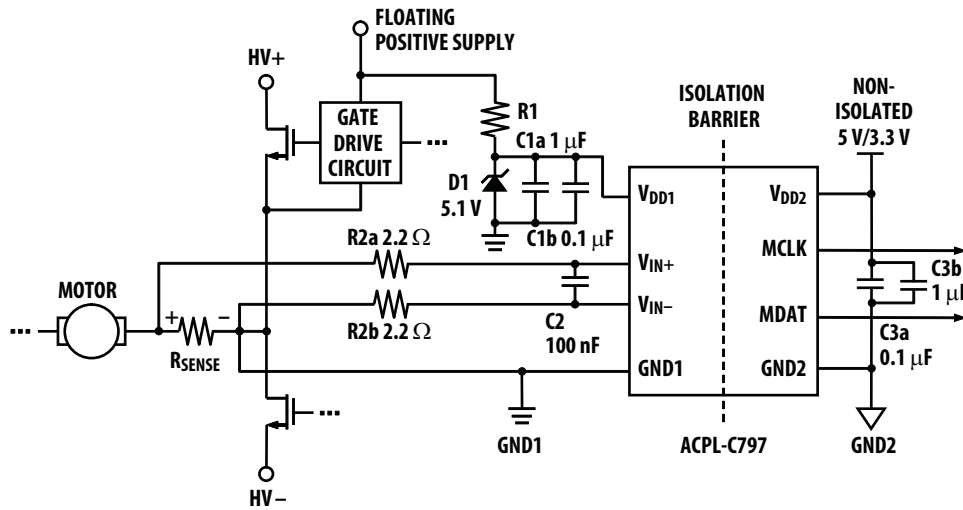 FLOATING
POSITIVE SUPPLY
HV+
GATE
DRIVE
CIRCUIT
R1
C1a 1 μF
D1
5.1 V
C1b 0.1 μF
ISOLATION
BARRIER
NON-
ISOLATED
5 V/3.3 V
VDD1
VIN+
VIN–
GND1
VDD2
MCLK
MDAT
GND2
C3b
1 μF
C3a
0.1 μF
R2a 2.2 Ω
R2b 2.2 Ω
C2
100 nF
MOTOR
+ –
RSENSE
GND1
ACPL-C797
GND2
HV–